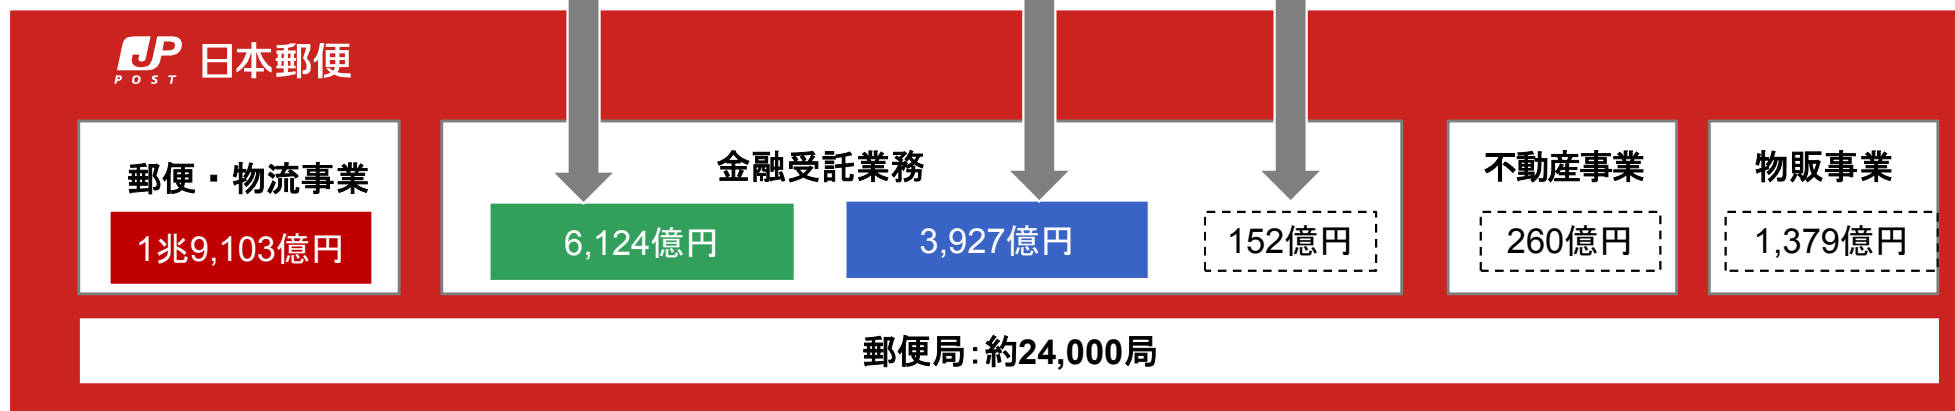 JP
POST
日本郵便
郵便・物流事業
1兆9,103億円
金融受託業務
6,124億円
3,927億円
152億円
不動産事業
260億円
物販事業
1,379億円
郵便局：約24,000局